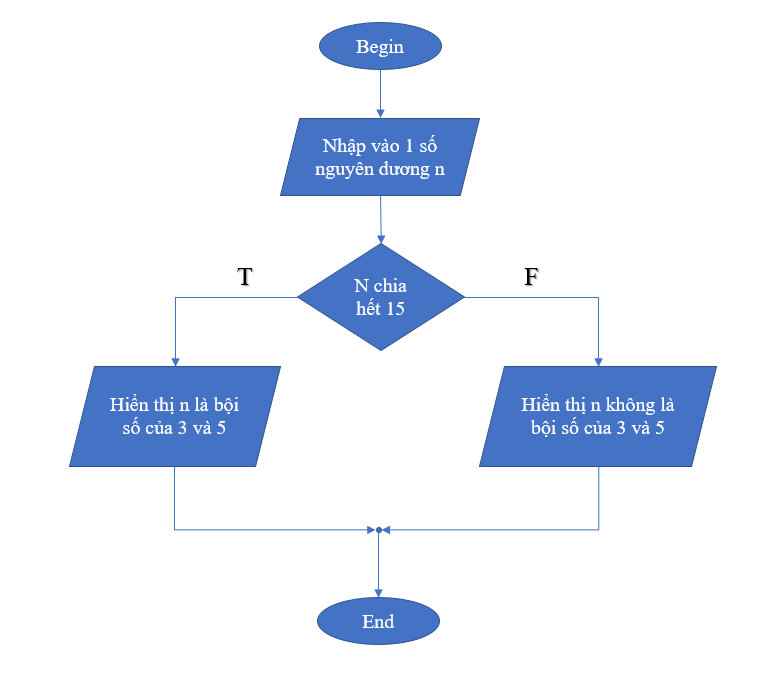 Begin
Nhập vào 1 số
nguyên dương n
N chia
hết 15
T
F
Hiển thị n là bội
số của 3 và 5
Hiển thị n không là
bội số của 3 và 5
End